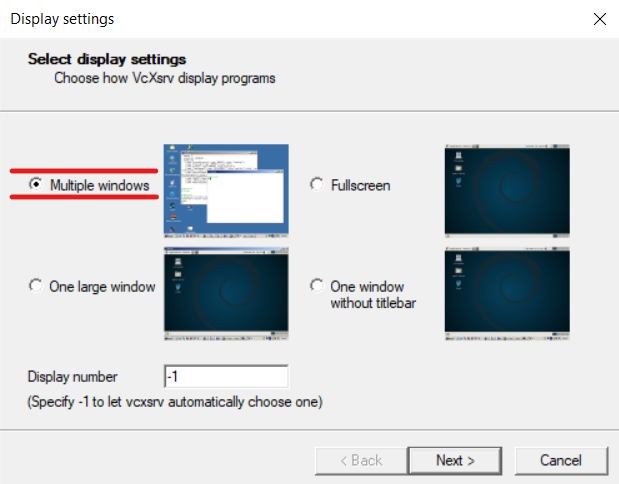 Display settings
Select display settings
Choose how VcXsrv display programs
Multiple windows
Fullscreen
One large window
One window
without titlebar
Display number
-1
(Specify -1 to let vcxsrv automatically choose one)
< Back
Next >
Cancel